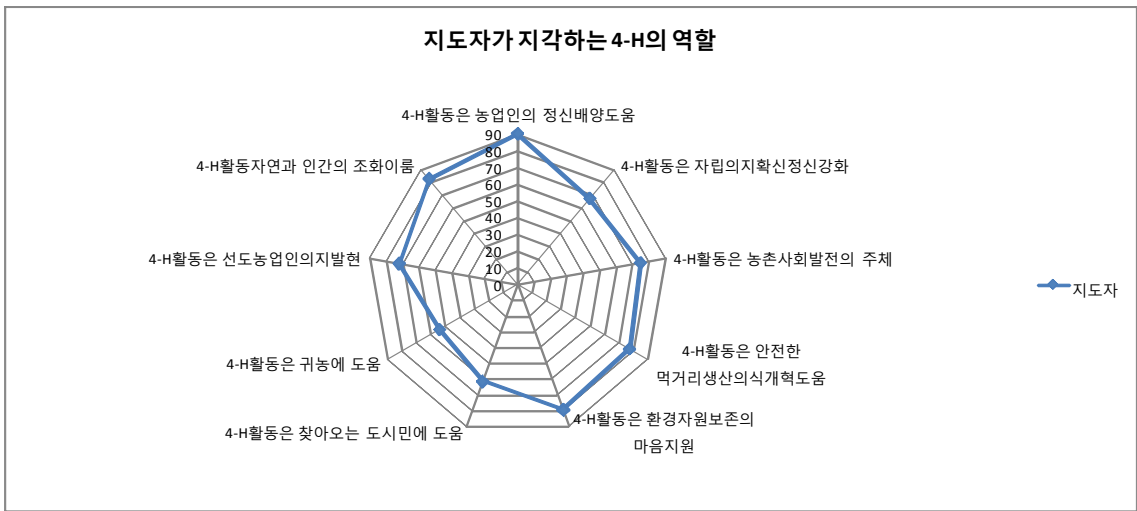 지도자가 지각하는 4-H의 역할
4-H활동은 농업인의 정신배양도움
4-H활동은 자립의지확신정신강화
4-H활동은 농촌사회발전의 주체
4-H활동은 안전한
먹거리생산의식개혁도움
4-H활동은 환경자원보존의
마음지원
4-H활동은 찾아오는 도시민에 도움
4-H활동은 귀농에 도움
4-H활동은 선도농업인의지발현
4-H활동자연과 인간의 조화이룸
90
80
70
60
50
40
30
20
10
0
지도자